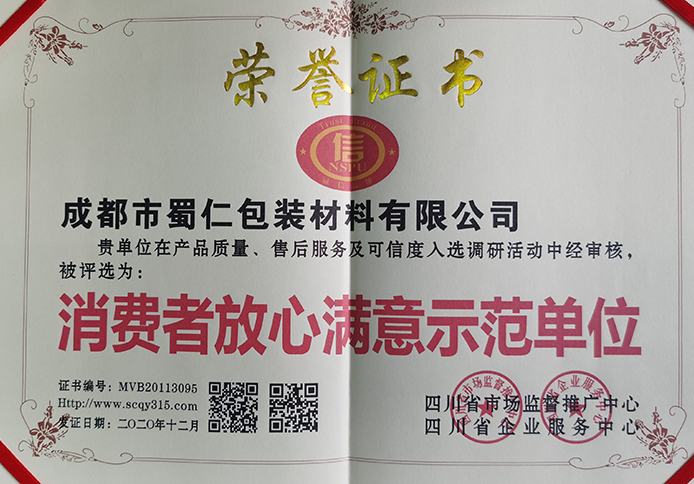 荣誉证书
Trust Brand
信
NSPU
成都市蜀仁包装材料有限公司
贵单位在产品质量、售后服务及可信度入选调研活动中经审核，
被评选为：
消费者放心满意示范单位
证书编号：MVB20113095
Http://www.scqy315.com
发证日期：二〇二〇年十二月
四川省市场监督推广中心
四川省企业服务中心